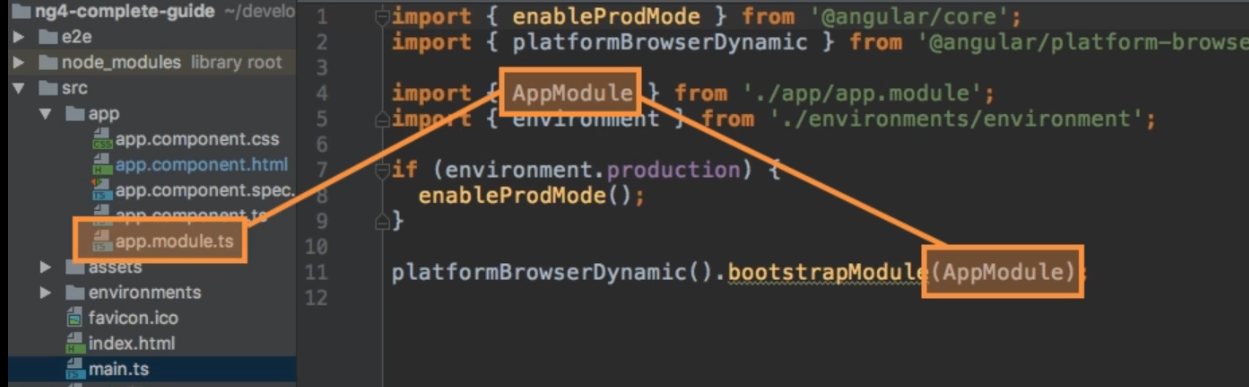 ng4-complete-guide ~/develo
e2e
node_modules library root
src
app
app.component.css
app.component.html
app.component.spec.
app.component.ts
app.module.ts
assets
environments
favicon.ico
index.html
main.ts
1 import { enableProdMode } from '@angular/core';
2 import { platformBrowserDynamic } from '@angular/platform-browse
3
4 import { AppModule } from './app/app.module';
5 import { environment } from './environments/environment';
6
7 if (environment.production) {
8 enableProdMode();
9 }
10
11 platformBrowserDynamic().bootstrapModule(AppModule);
12